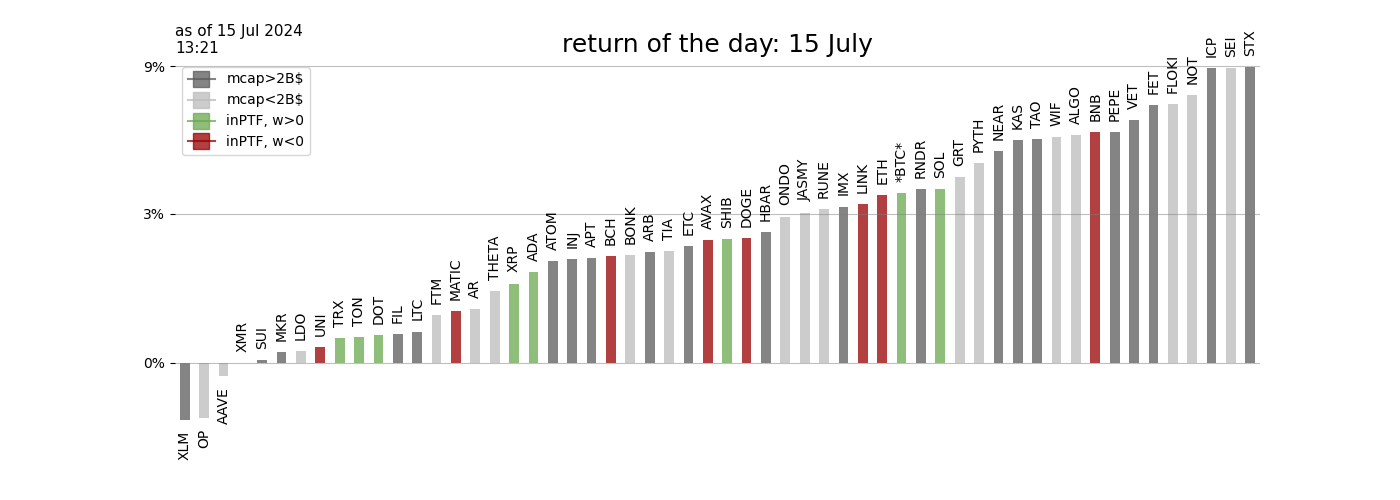 as of 15 Jul 2024
13:21
return of the day: 15 July
9%
3%
0%
mcap>2B$
mcap<2B$
inPTF, w>0
inPTF, w<0
XLM
OP
AAVE
XMR
SUI
MKR
LDO
UNI
TRX
TON
DOT
FIL
LTC
FTM
MATIC
AR
THETA
XRP
ADA
ATOM
INJ
APT
BCH
BONK
ARB
TIA
ETC
AVAX
SHIB
DOGE
HBAR
ONDO
JASMY
RUNE
IMX
LINK
ETH
*BTC*
RNDR
SOL
GRT
PYTH
NEAR
KAS
TAO
WIF
ALGO
BNB
PEPE
VET
FET
FLOKI
NOT
ICP
SEI
STX